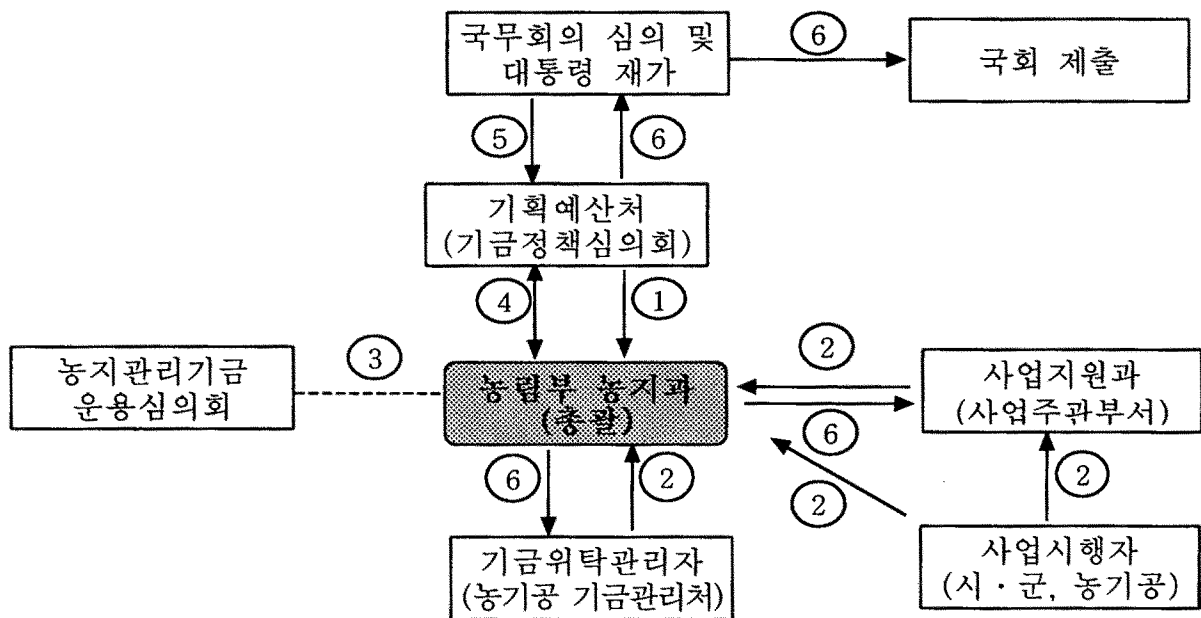 국무회의 심의 및
대통령 재가
⑥
국회 제출
⑤
⑥
기획예산처
(기금정책심의회)
④
①
농지관리기금
운용심의회
③
농림부 농지과
(총괄)
②
⑥
사업지원과
(사업주관부서)
⑥
②
②
②
기금위탁관리자
(농기공 기금관리처)
사업시행자
(시 · 군, 농기공)